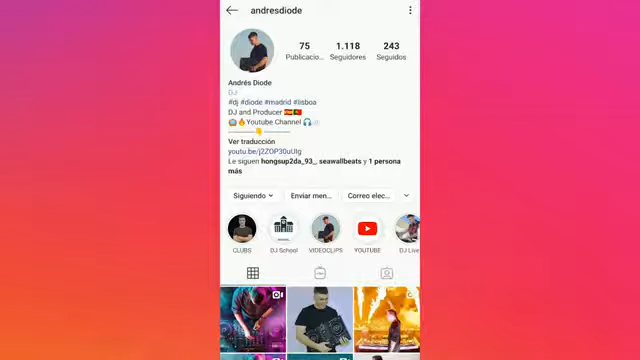 andresdiode
75 1.118 243
Publicacio... Seguidores Seguidos
Andrés Diode
DJ
#dj #diode #madrid #lisboa
DJ and Producer 🇪🇸🇵🇹
🔥Youtube Channel 🎧
------------👇------------
Ver traducción
youtu.be/j2ZOP30uUIg
Le siguen hongsup2da_93_, seawallbeats y 1 persona
más
Siguiendo Enviar men... Correo elec...
CLUBS DJ School VIDEOCLIPS YOUTUBE DJ Live